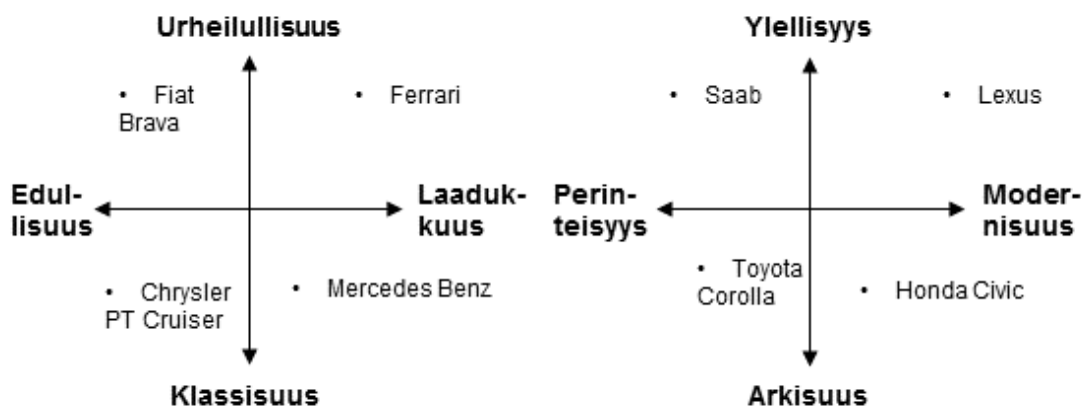 Urheilullisuus
• Fiat
Brava
• Ferrari
Edul-
lisuus
Laaduk-
kuus
• Chrysler
PT Cruiser
• Mercedes Benz
Klassisuus
Ylellisyys
• Saab
• Lexus
Perin-
teisyys
Moder-
nisuus
• Toyota
Corolla
• Honda Civic
Arkisuus